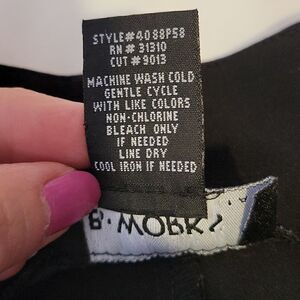 STYLE#4088P58
RN# 31310
CUT# 9013
MACHINE WASH COLD
GENTLE CYCLE
WITH LIKE COLORS
NON-CHLORINE
BLEACH ONLY
IF NEEDED
LINE DRY
COOL IRON IF NEEDED
B·MORR